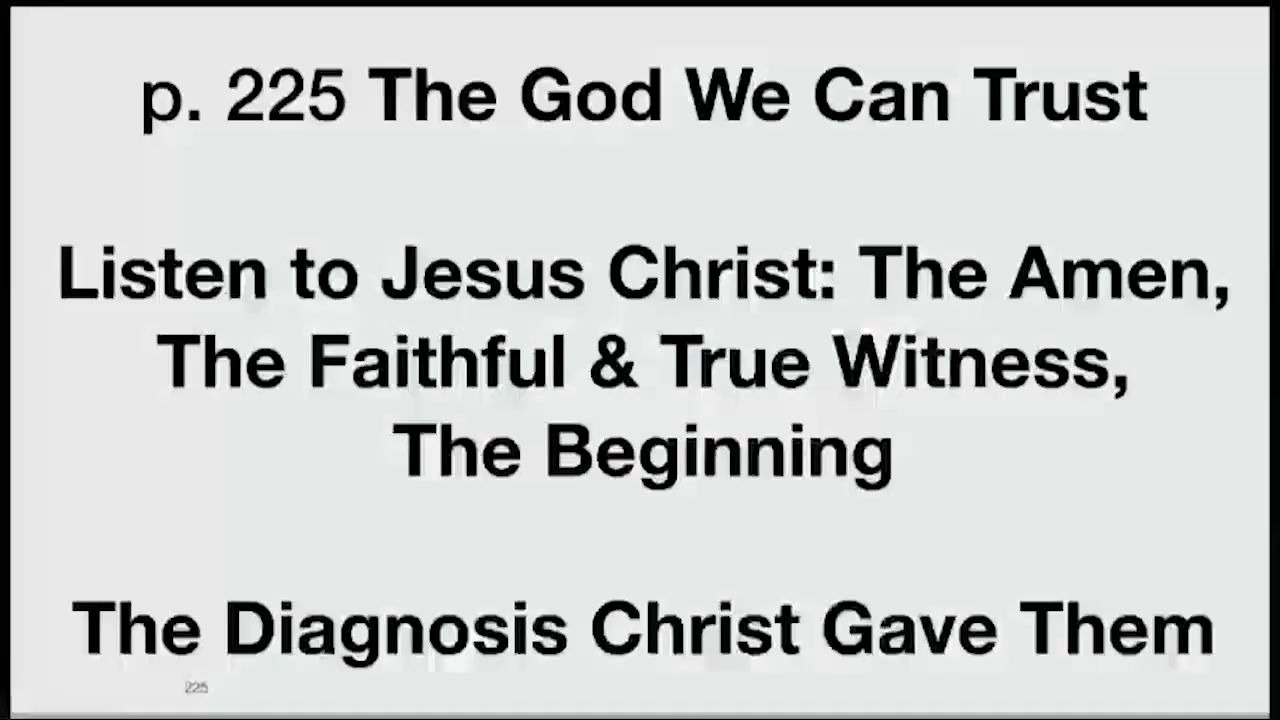 p. 225 The God We Can Trust
Listen to Jesus Christ: The Amen,
The Faithful & True Witness,
The Beginning
The Diagnosis Christ Gave Them
225